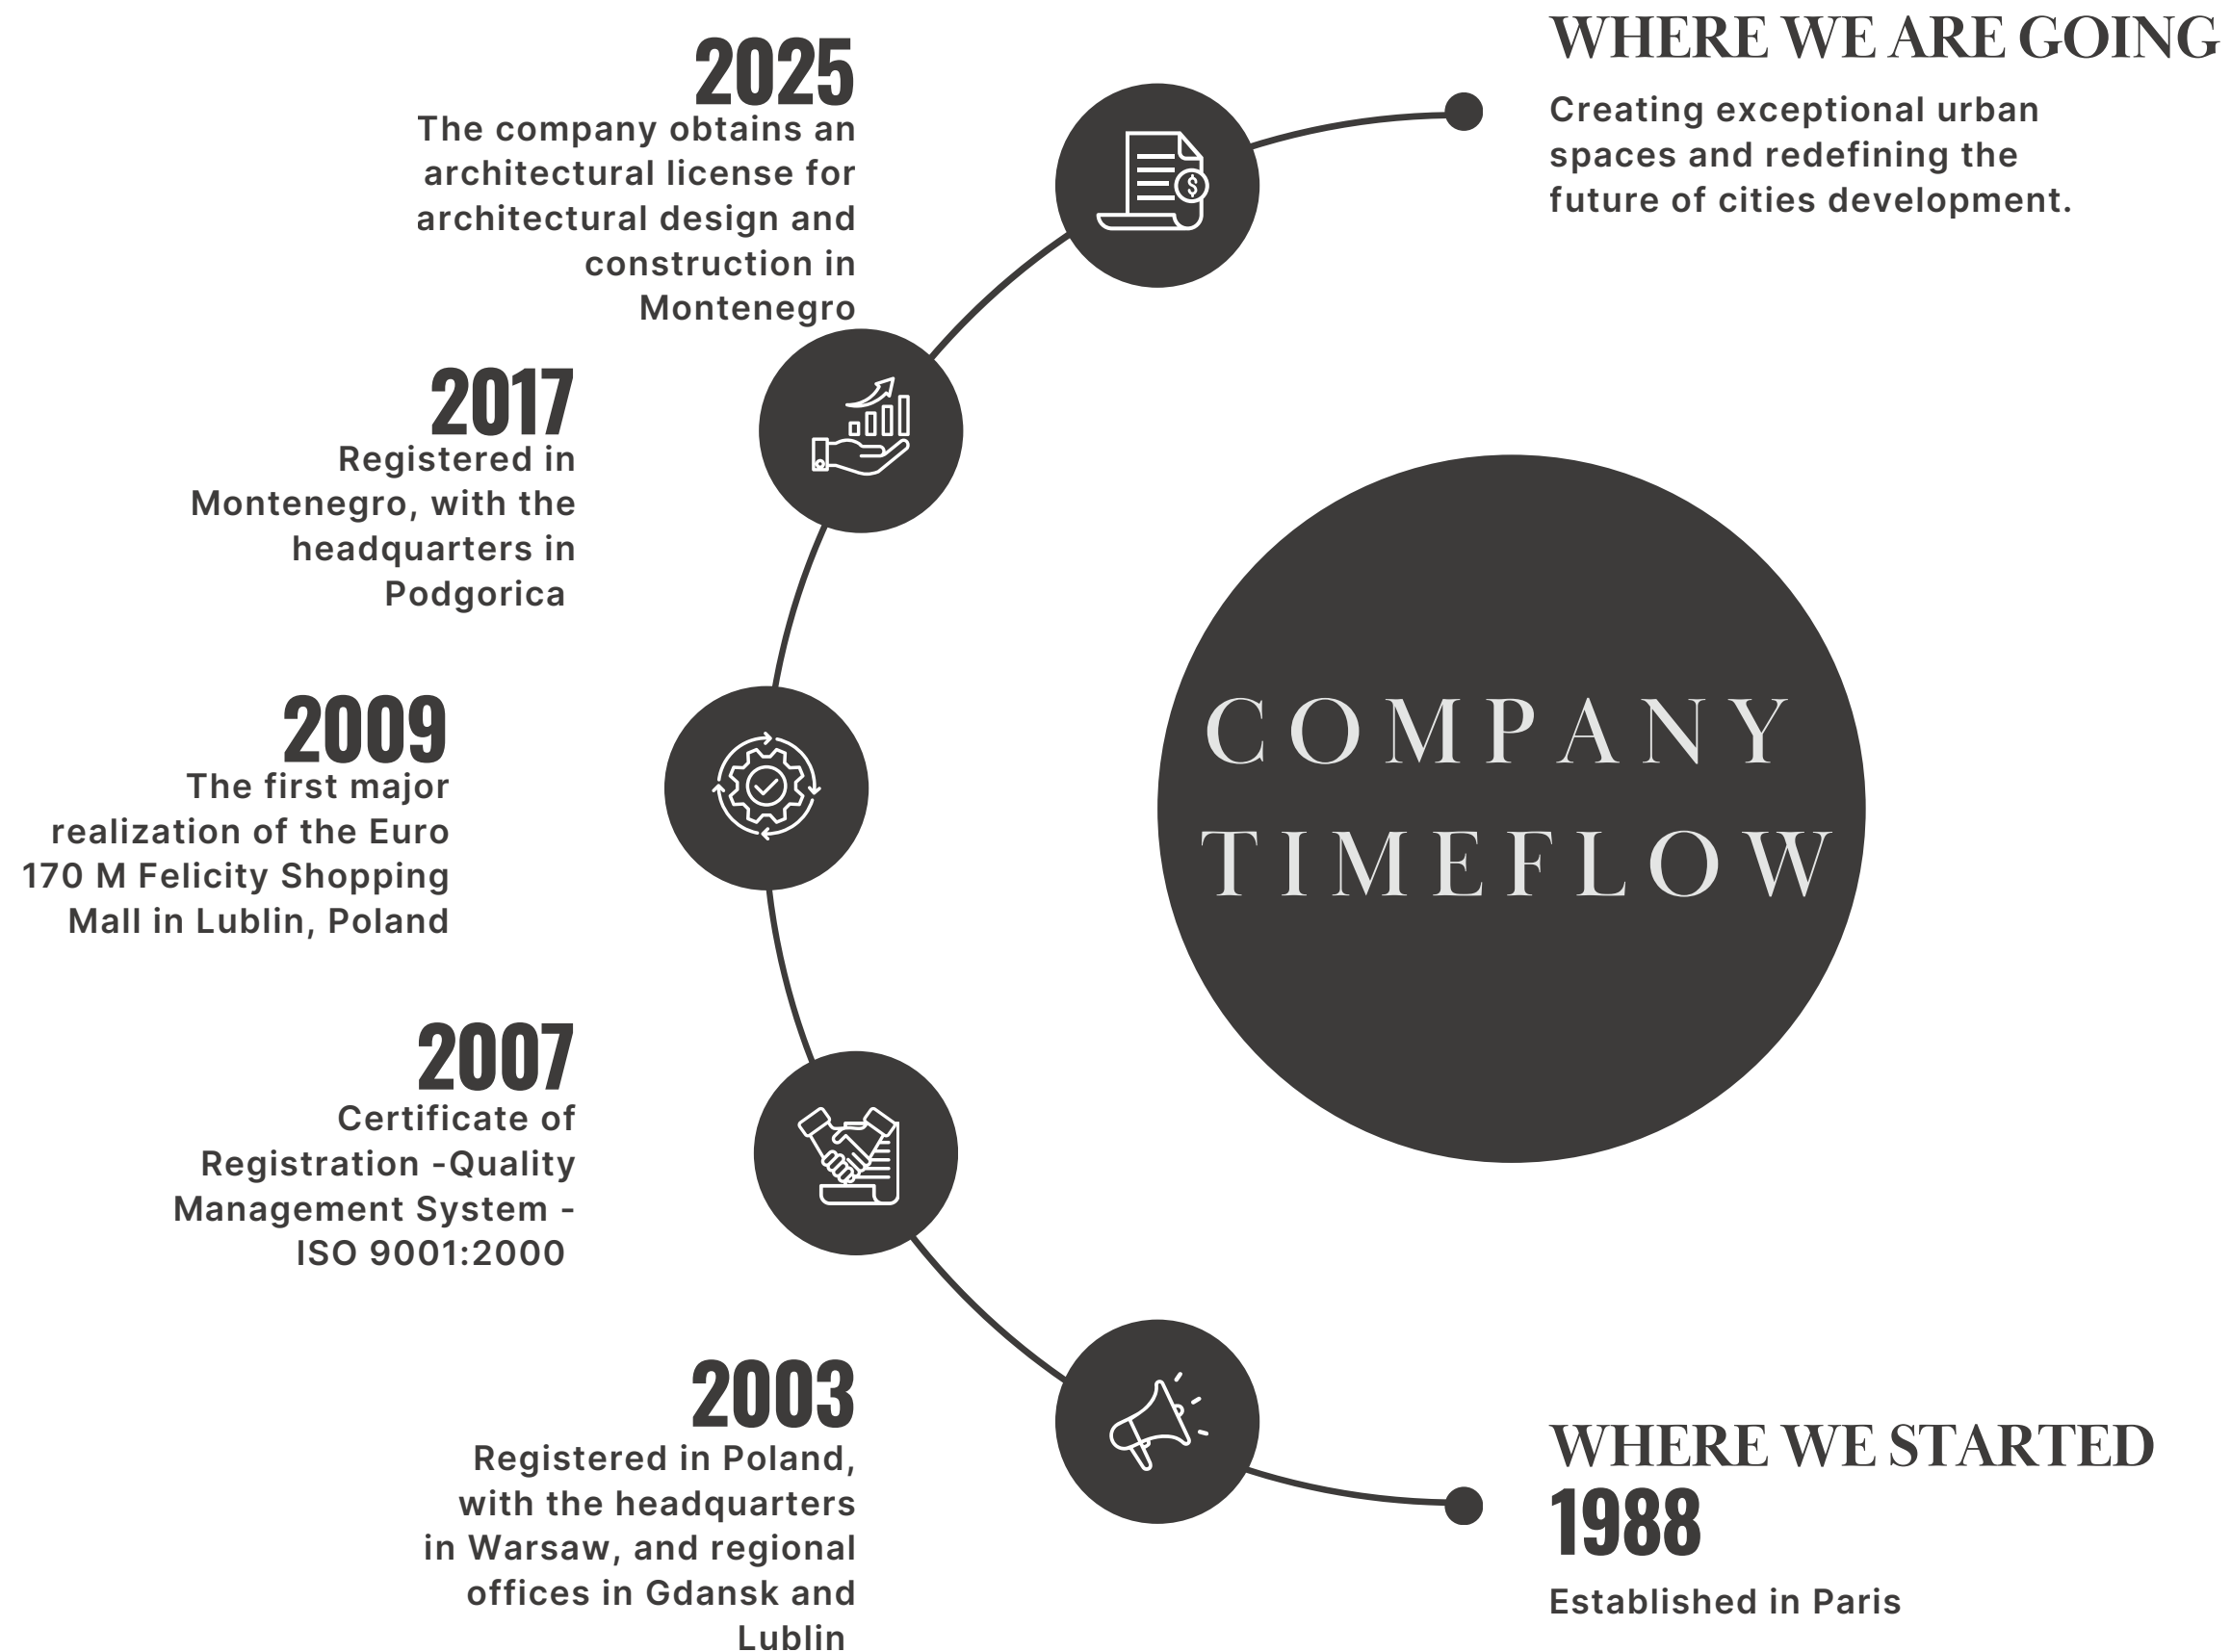 2025
The company obtains an
architectural license for
architectural design and
construction in
Montenegro
WHERE WE ARE GOING
Creating exceptional urban
spaces and redefining the
future of cities development.
2017
Registered in
Montenegro, with the
headquarters in
Podgorica
2009
The first major
realization of the Euro
170 M Felicity Shopping
Mall in Lublin, Poland
COMPANY
TIMEFLOW
2007
Certificate of
Registration -Quality
Management System -
ISO 9001:2000
2003
Registered in Poland,
with the headquarters
in Warsaw, and regional
offices in Gdansk and
Lublin
WHERE WE STARTED
1988
Established in Paris
$